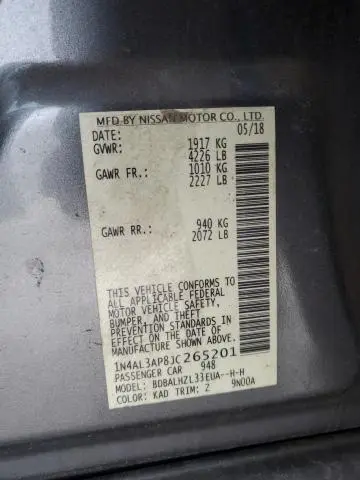 MFD BY NISSAN MOTOR CO., LTD.
DATE: 05/18
GVWR: 1917 KG
4226 LB
GAWR FR.: 1010 KG
2227 LB
GAWR RR.: 940 KG
2072 LB
THIS VEHICLE CONFORMS TO
ALL APPLICABLE FEDERAL
MOTOR VEHICLE SAFETY,
BUMPER, AND THEFT
PREVENTION STANDARDS IN
EFFECT ON THE DATE OF
MANUFACTURE SHOWN ABOVE.
1N4AL3AP8JC265201
PASSENGER CAR 948
MODEL: BDBALHZL33EUA--H-H
COLOR: KAD TRIM: Z 9N00A